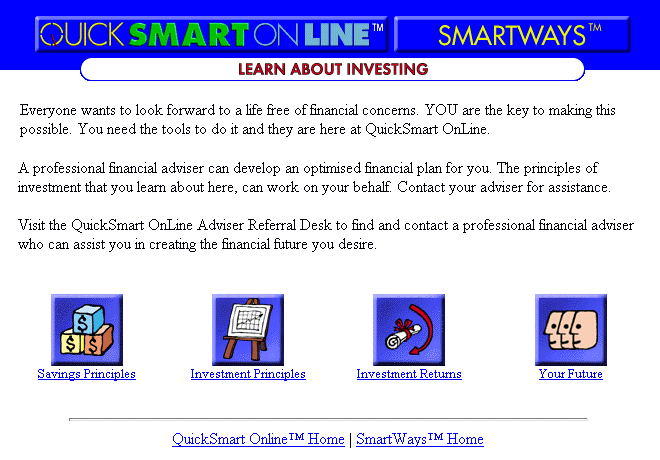 QUICK SMART ON LINE™ SMARTWAYS™
LEARN ABOUT INVESTING
Everyone wants to look forward to a life free of financial concerns. YOU are the key to making this
possible. You need the tools to do it and they are here at QuickSmart OnLine.
A professional financial adviser can develop an optimised financial plan for you. The principles of
investment that you learn about here, can work on your behalf. Contact your adviser for assistance.
Visit the QuickSmart OnLine Adviser Referral Desk to find and contact a professional financial adviser
who can assist you in creating the financial future you desire.
$ $ $
Savings Principles Investment Principles Investment Returns Your Future
QuickSmart Online™ Home | SmartWays™ Home